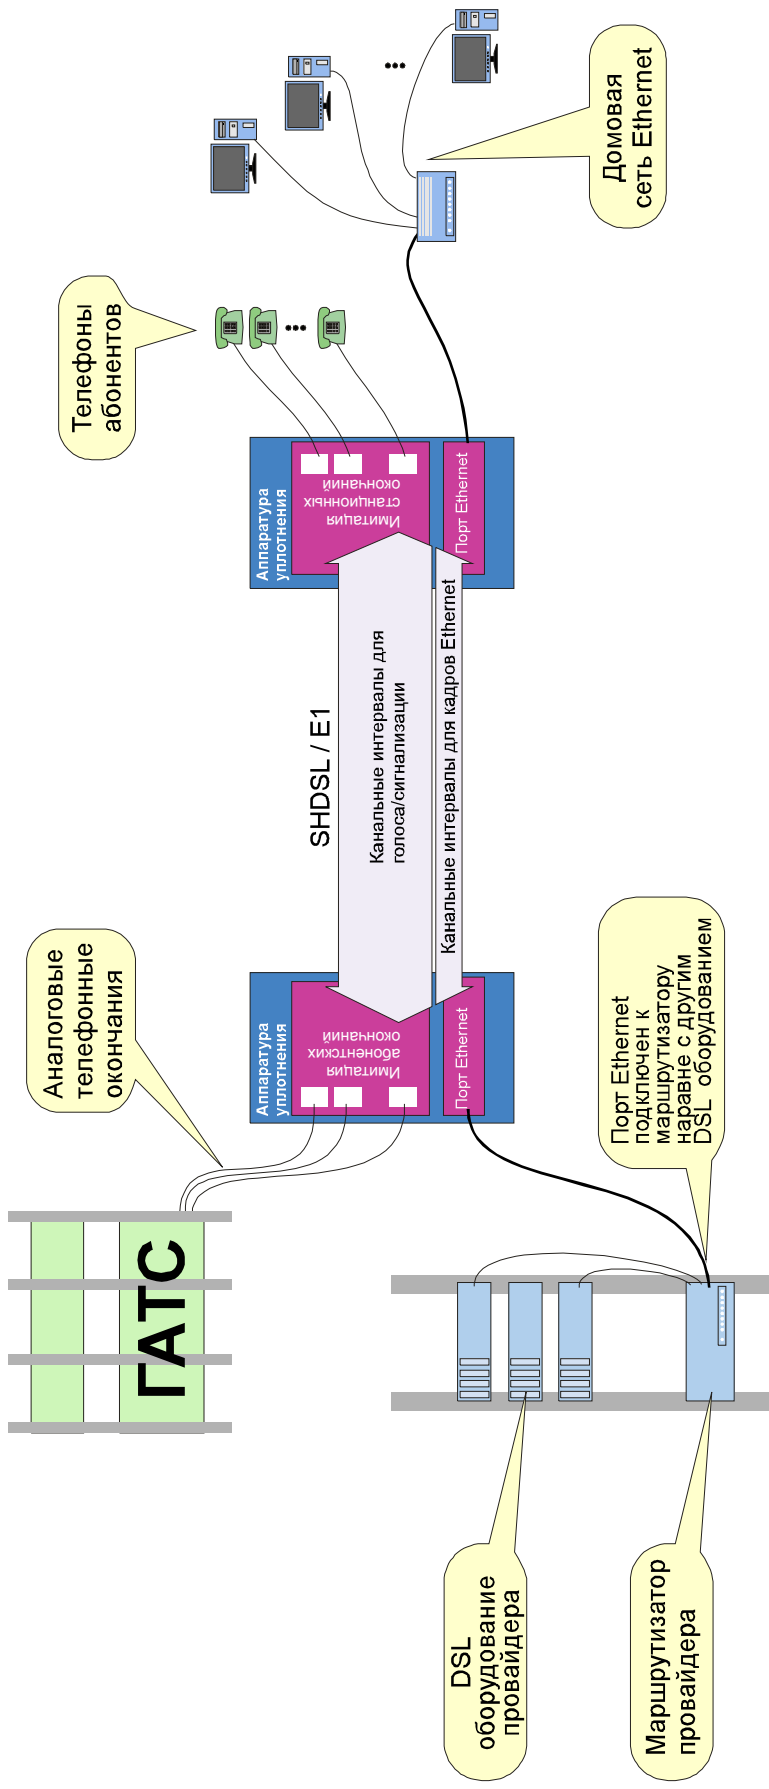 Аналоговые
телефонные
окончания
Телефоны
абонентов
ГАТС
SHDSL / E1
Аппаратура
уплотнения
Имитация
абонентских
окончаний
Порт Ethernet
Канальные интервалы для
голоса/сигнализации
Канальные интервалы для кадров Ethernet
Аппаратура
уплотнения
Имитация
станционных
окончаний
Порт Ethernet
DSL
оборудование
провайдера
Маршрутизатор
провайдера
Порт Ethernet
подключен к
маршрутизатору
наравне с другим
DSL оборудованием
Домовая
сеть Ethernet